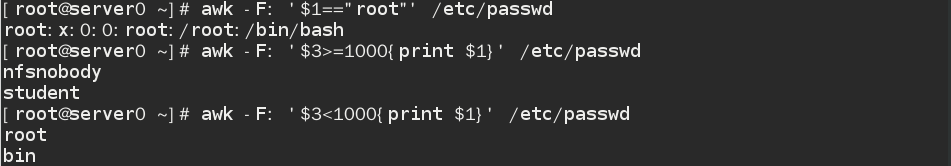 [root@server0 ~]# awk -F: '$1=="root"' /etc/passwd
root:x:0:0:root:/root:/bin/bash
[root@server0 ~]# awk -F: '$3>=1000{print $1}' /etc/passwd
nfsnobody
student
[root@server0 ~]# awk -F: '$3<1000{print $1}' /etc/passwd
root
bin